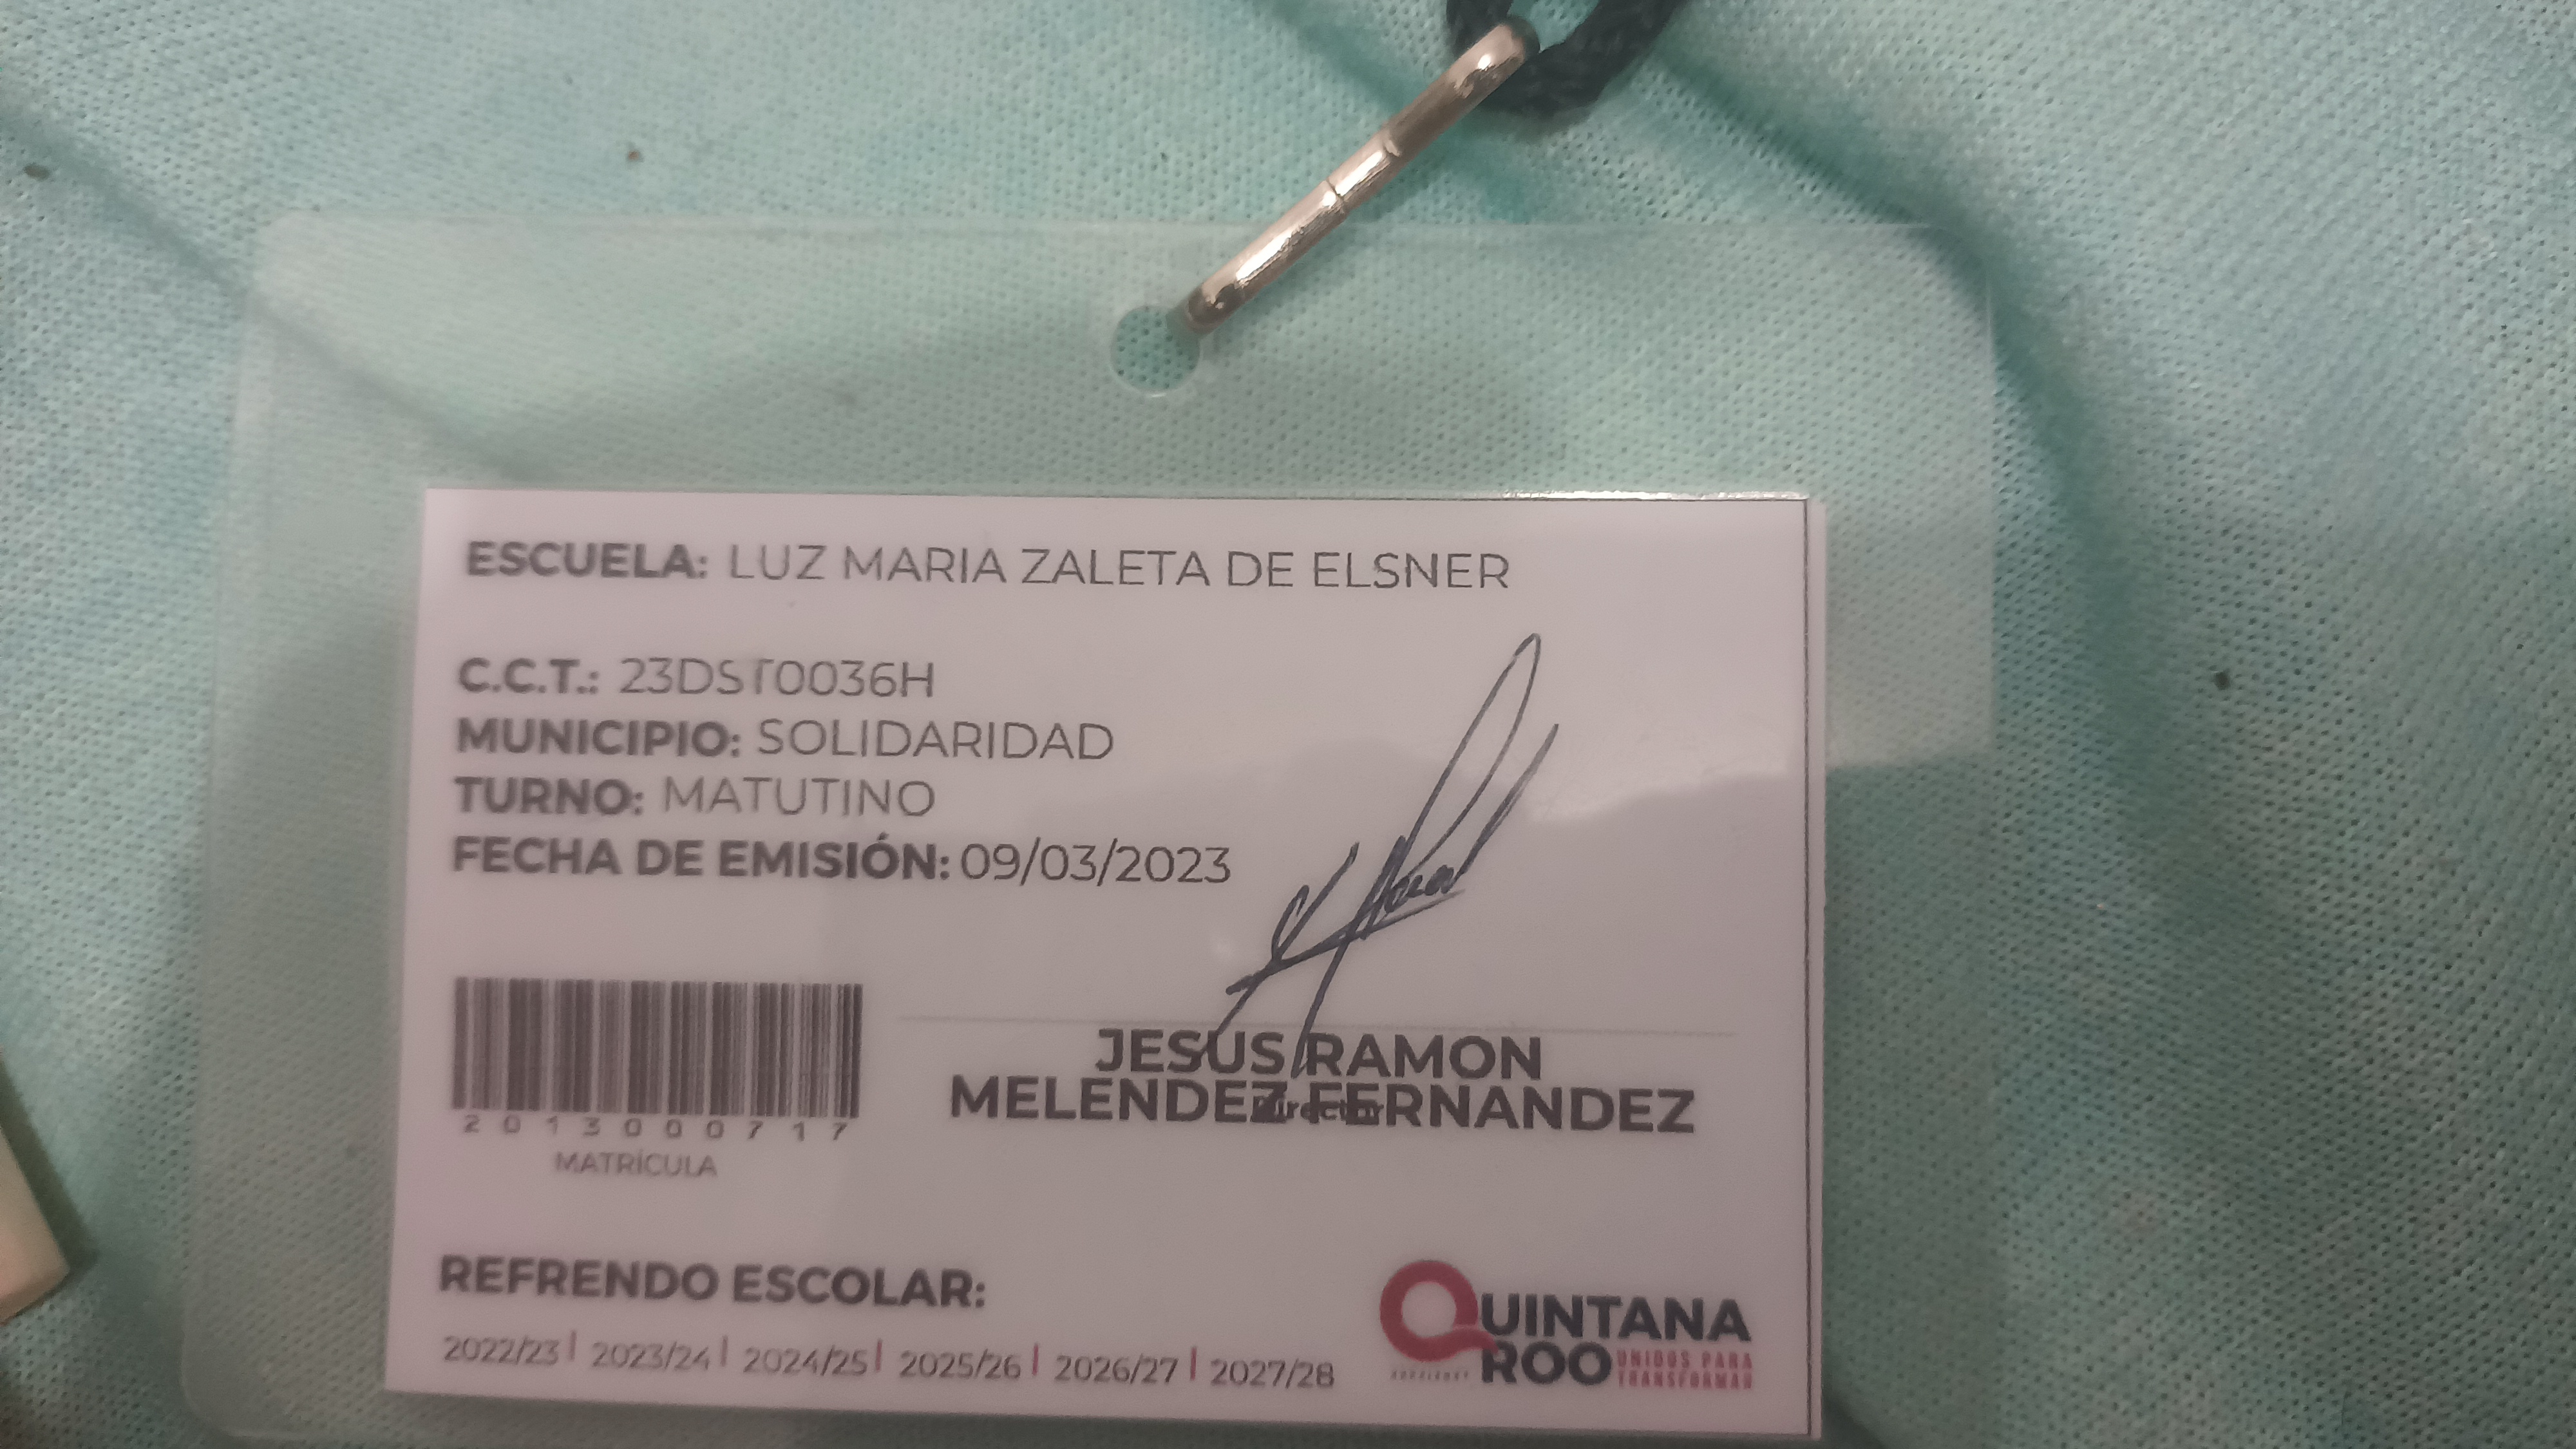 ESCUELA: LUZ MARIA ZALETA DE ELSNER
C.C.T.: 23DST0036H
MUNICIPIO: SOLIDARIDAD
TURNO: MATUTINO
FECHA DE EMISIÓN: 09/03/2023
2013000717
MATRÍCULA
JESUS RAMON
MELENDEZ FERNANDEZ
Director
REFRENDO ESCOLAR:
2022/23 | 2023/24 | 2024/25 | 2025/26 | 2026/27 | 2027/28
QUINTANA
ROO UNIDOS PARA
TRANSFORMAR